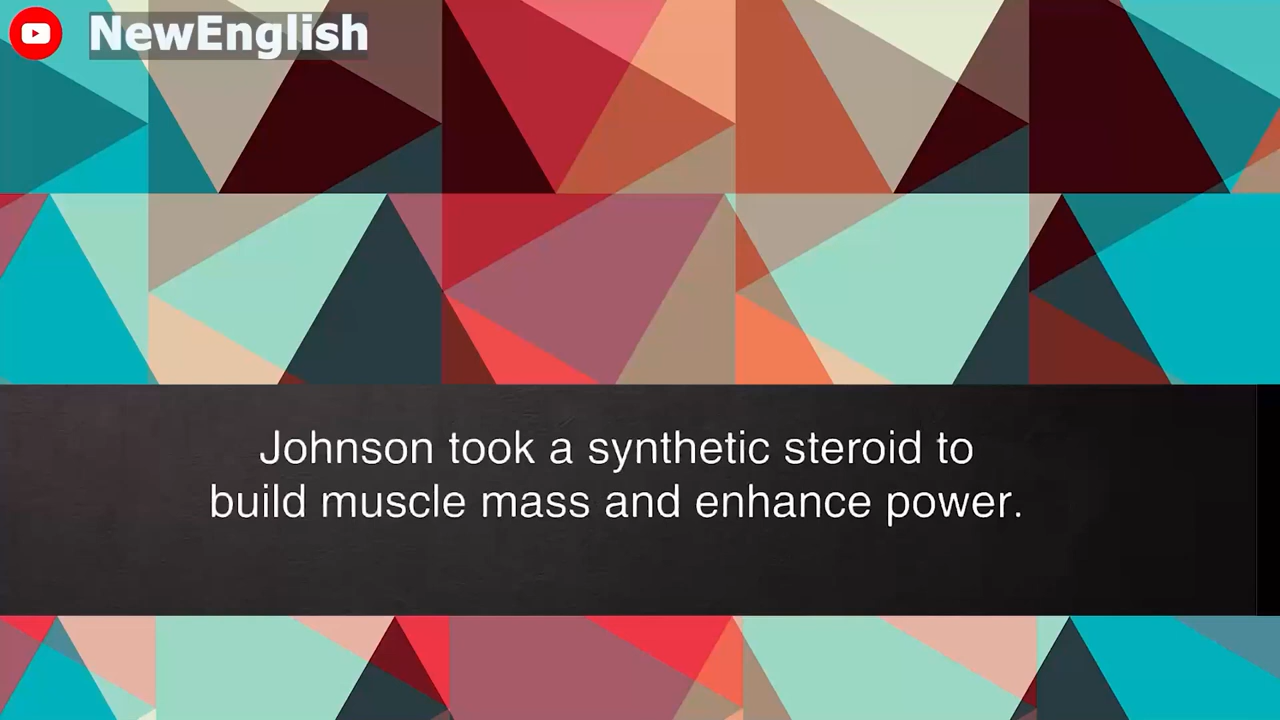 NewEnglish
Johnson took a synthetic steroid to
build muscle mass and enhance power.